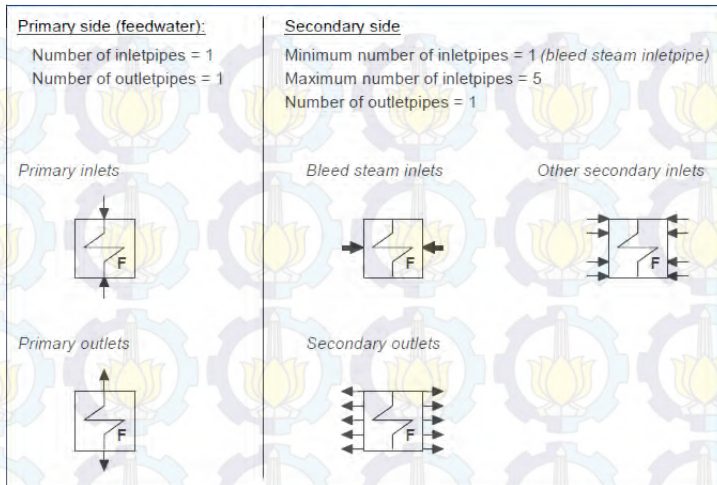 Primary side (feedwater):
Number of inletpipes = 1
Number of outletpipes = 1
Secondary side
Minimum number of inletpipes = 1 (bleed steam inletpipe)
Maximum number of inletpipes = 5
Number of outletpipes = 1
Primary inlets
F
Bleed steam inlets
F
Other secondary inlets
F
Primary outlets
F
Secondary outlets
F